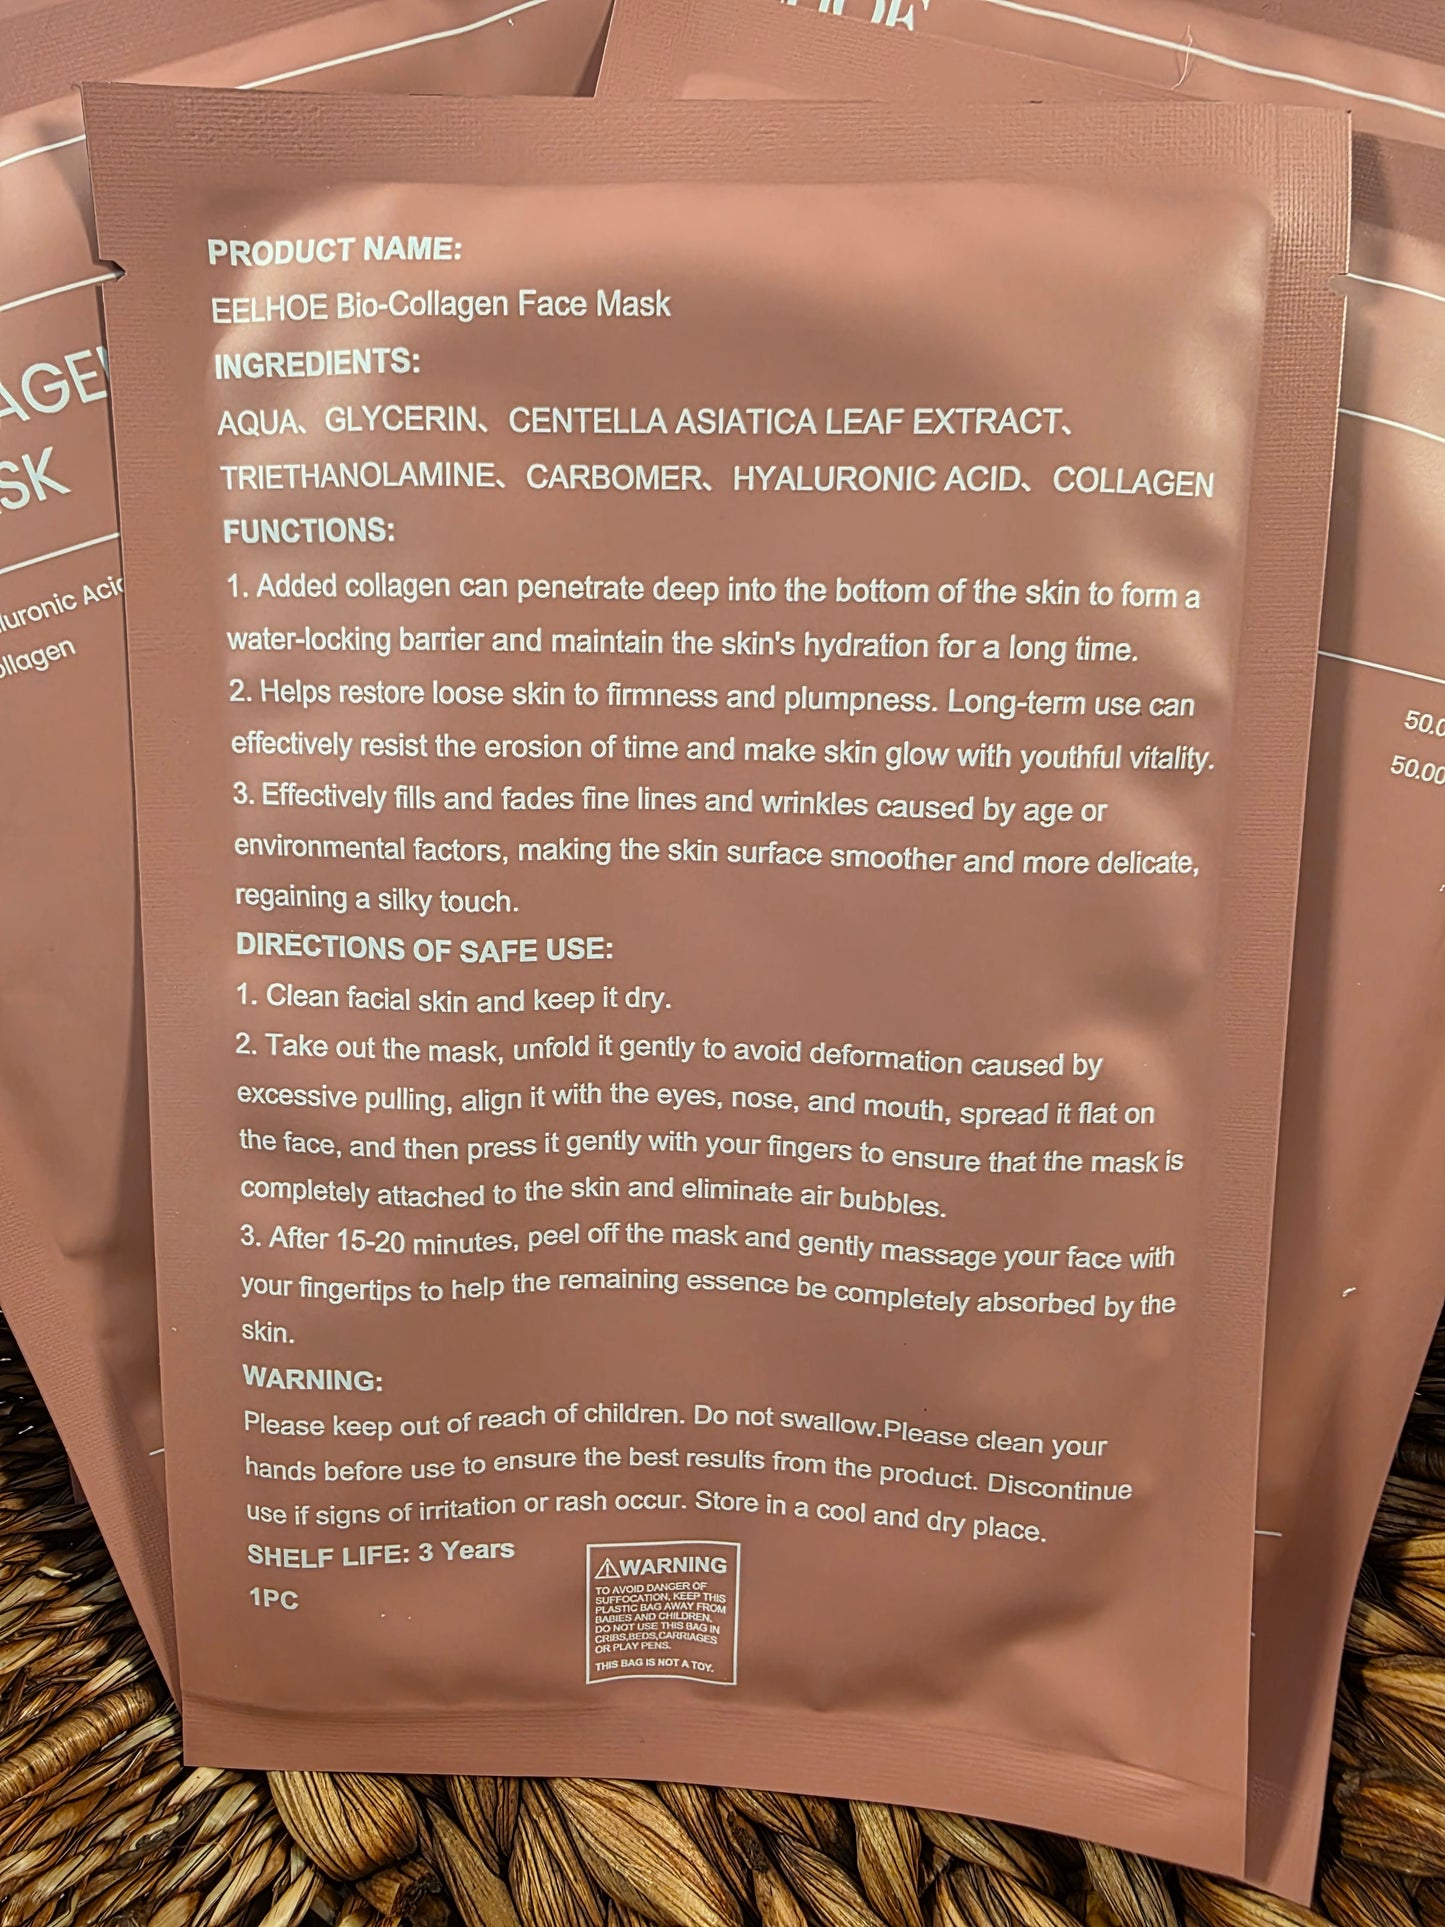 AGE
SK
uronic Acid
ollagen
PRODUCT NAME:
EELHOE Bio-Collagen Face Mask
INGREDIENTS:
AQUA、GLYCERIN、CENTELLA ASIATICA LEAF EXTRACT、
TRIETHANOLAMINE、CARBOMER、HYALURONIC ACID、COLLAGEN
FUNCTIONS:
1. Added collagen can penetrate deep into the bottom of the skin to form a
water-locking barrier and maintain the skin's hydration for a long time.
2. Helps restore loose skin to firmness and plumpness. Long-term use can
effectively resist the erosion of time and make skin glow with youthful vitality.
3. Effectively fills and fades fine lines and wrinkles caused by age or
environmental factors, making the skin surface smoother and more delicate,
regaining a silky touch.
DIRECTIONS OF SAFE USE:
1. Clean facial skin and keep it dry.
2. Take out the mask, unfold it gently to avoid deformation caused by
excessive pulling, align it with the eyes, nose, and mouth, spread it flat on
the face, and then press it gently with your fingers to ensure that the mask is
completely attached to the skin and eliminate air bubbles.
3. After 15-20 minutes, peel off the mask and gently massage your face with
your fingertips to help the remaining essence be completely absorbed by the
skin.
WARNING:
Please keep out of reach of children. Do not swallow.Please clean your
hands before use to ensure the best results from the product. Discontinue
use if signs of irritation or rash occur. Store in a cool and dry place.
SHELF LIFE: 3 Years
1PC
⚠WARNING
TO AVOID DANGER OF
SUFFOCATION, KEEP THIS
PLASTIC BAG AWAY FROM
BABIES AND CHILDREN.
DO NOT USE THIS BAG IN
CRIBS,BEDS,CARRIAGES
OR PLAY PENS.
THIS BAG IS NOT A TOY.
50.0
50.00